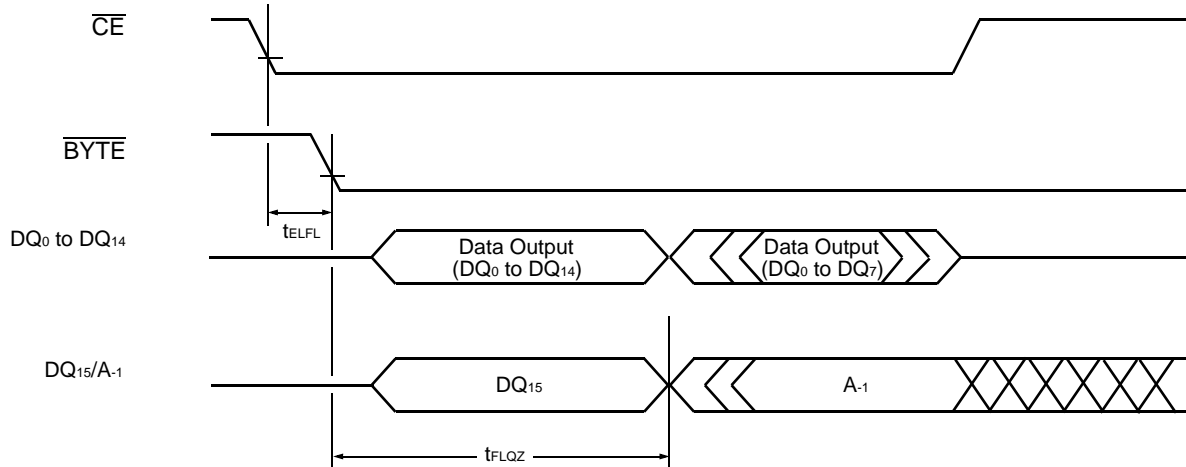 CE
BYTE
tELFL
DQ0 to DQ14
Data Output
(DQ0 to DQ14)
Data Output
(DQ0 to DQ7)
DQ15/A-1
DQ15
A-1
tFLQZ